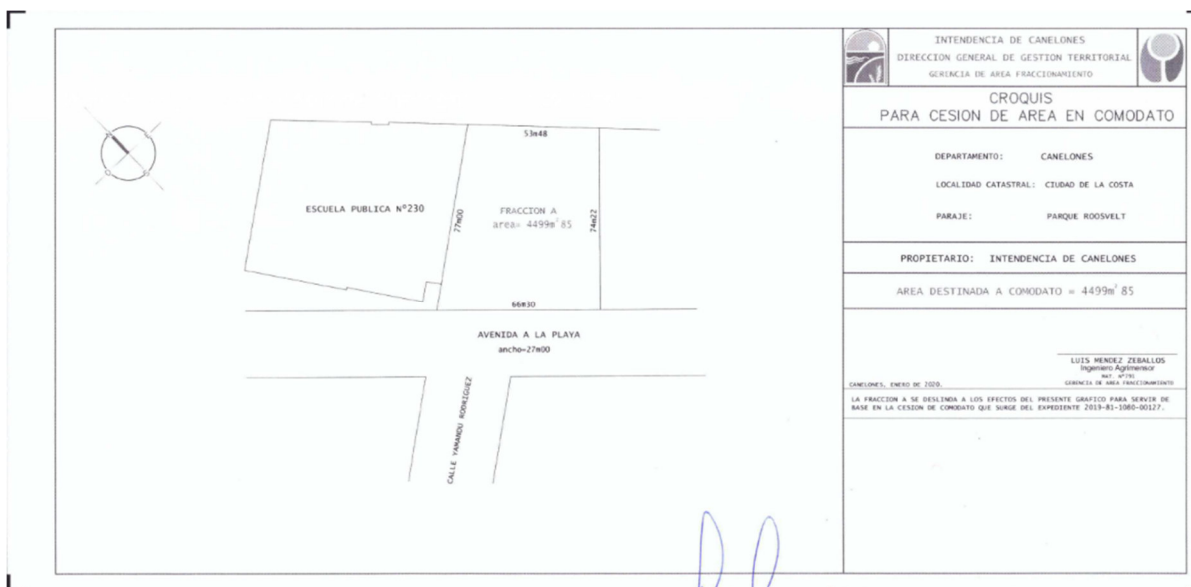 INTENDENCIA DE CANELONES
DIRECCION GENERAL DE GESTION TERRITORIAL
GERENCIA DE AREA FRACCIONAMIENTO
CROQUIS
PARA CESION DE AREA EN COMODATO
DEPARTAMENTO: CANELONES
LOCALIDAD CATASTRAL: CIUDAD DE LA COSTA
PARAJE: PARQUE ROOSVELT
PROPIETARIO: INTENDENCIA DE CANELONES
AREA DESTINADA A COMODATO = 4499m² 85
LUIS MENDEZ ZEBALLOS
Ingeniero Agrimensor
MAT. Nº791
GERENCIA DE AREA FRACCIONAMIENTO
CANELONES, ENERO DE 2020.
LA FRACCION A SE DESLINDA A LOS EFECTOS DEL PRESENTE GRAFICO PARA SERVIR DE
BASE EN LA CESION DE COMODATO QUE SURGE DEL EXPEDIENTE 2019-81-1080-00127.
53m48
ESCUELA PUBLICA Nº230
77m00
FRACCION A
area= 4499m² 85
74m22
66m30
AVENIDA A LA PLAYA
ancho=27m00
CALLE YAMANDU RODRIGUEZ